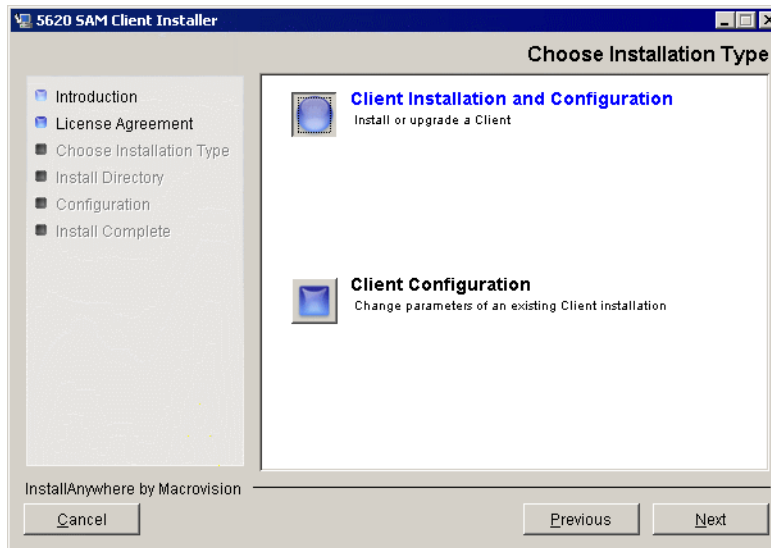 5620 SAM Client Installer
Choose Installation Type
Introduction
License Agreement
Choose Installation Type
Install Directory
Configuration
Install Complete
Client Installation and Configuration
Install or upgrade a Client
Client Configuration
Change parameters of an existing Client installation
InstallAnywhere by Macrovision
Cancel
Previous
Next